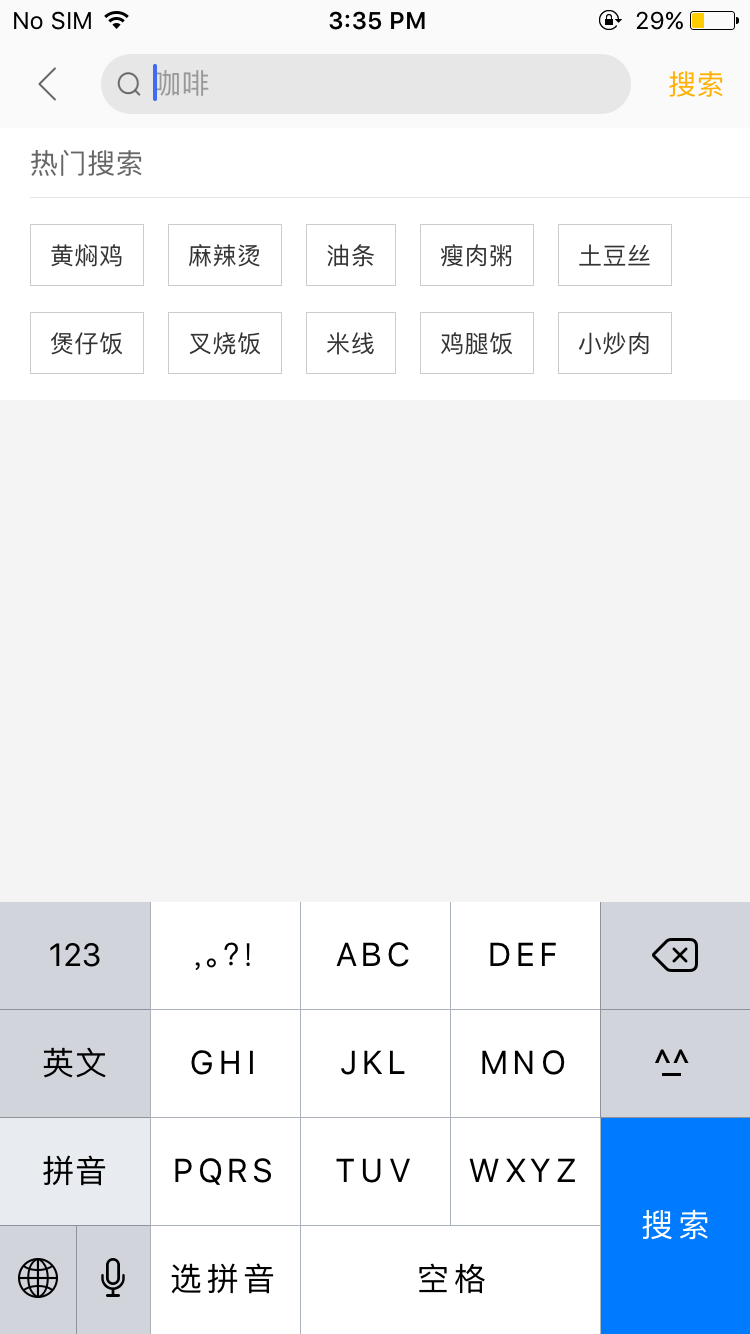 No SIM 3:35 PM 29%
咖啡 搜索
热门搜索
黄焖鸡 麻辣烫 油条 瘦肉粥 土豆丝
煲仔饭 叉烧饭 米线 鸡腿饭 小炒肉
123 ,。?! ABC DEF
英文 GHI JKL MNO ^^
拼音 PQRS TUV WXYZ
搜索
选拼音 空格